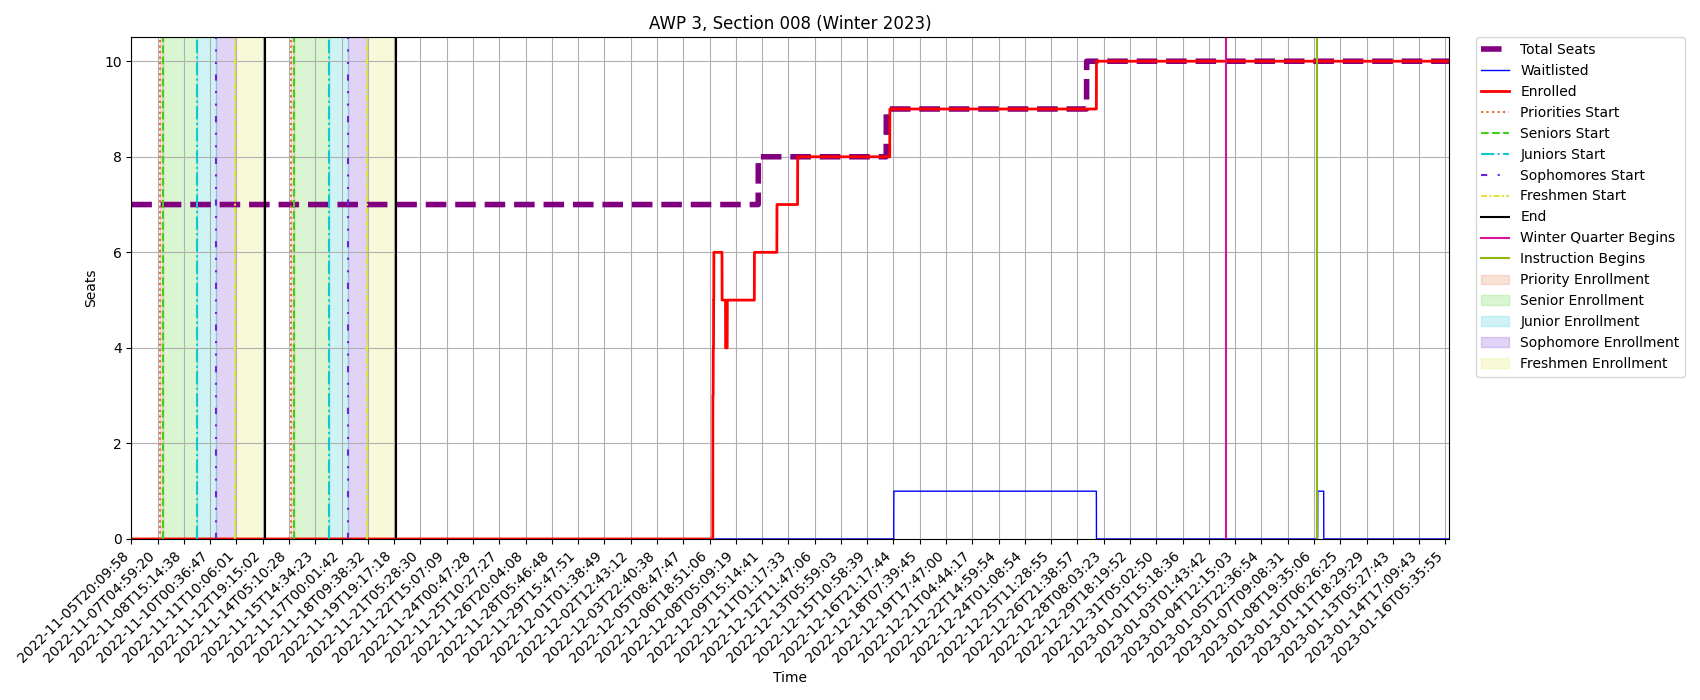 AWP 3, Section 008 (Winter 2023)
10
8
6
4
2
0
Seats
2022-11-05T20:09:58
2022-11-07T04:59:20
2022-11-08T15:14:38
2022-11-10T00:36:47
2022-11-11T10:06:01
2022-11-12T19:15:02
2022-11-14T05:10:28
2022-11-15T14:34:23
2022-11-17T00:01:42
2022-11-18T09:38:32
2022-11-19T19:17:18
2022-11-21T05:28:30
2022-11-22T15:07:09
2022-11-25T00:47:28
2022-11-25T10:27:27
2022-11-26T20:04:08
2022-11-28T05:46:48
2022-11-29T15:47:51
2022-12-01T01:38:49
2022-12-02T12:43:12
2022-12-03T22:40:38
2022-12-05T08:47:47
2022-12-06T18:51:06
2022-12-08T05:09:19
2022-12-09T15:14:41
2022-12-11T01:17:33
2022-12-12T11:47:06
2022-12-13T15:59:03
2022-12-15T10:58:39
2022-12-16T21:17:44
2022-12-18T07:39:45
2022-12-19T17:47:00
2022-12-21T04:44:17
2022-12-22T14:59:54
2022-12-24T01:08:54
2022-12-25T11:28:55
2022-12-26T21:38:57
2022-12-28T08:03:23
2022-12-29T18:19:52
2022-12-31T05:02:50
2023-01-01T15:18:36
2023-01-03T01:43:42
2023-01-04T12:15:03
2023-01-05T22:36:54
2023-01-07T09:08:31
2023-01-08T19:35:06
2023-01-10T06:26:25
2023-01-11T18:29:29
2023-01-13T05:27:43
2023-01-14T17:09:43
2023-01-16T05:35:55
Time
Total Seats
Waitlisted
Enrolled
Priorities Start
Seniors Start
Juniors Start
Sophomores Start
Freshmen Start
End
Winter Quarter Begins
Instruction Begins
Priority Enrollment
Senior Enrollment
Junior Enrollment
Sophomore Enrollment
Freshmen Enrollment